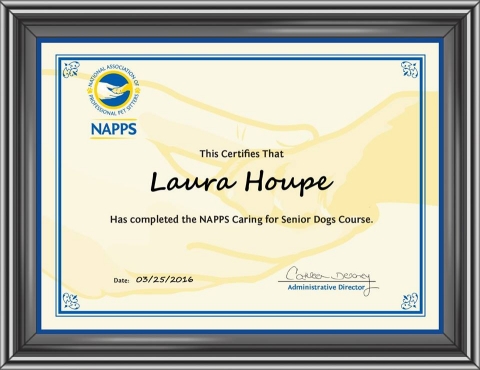 NATIONAL ASSOCIATION OF
PROFESSIONAL PET SITTERS
NAPPS
This Certifies That
Laura Houpe
Has completed the NAPPS Caring for Senior Dogs Course.
Date: 03/25/2016
Administrative Director